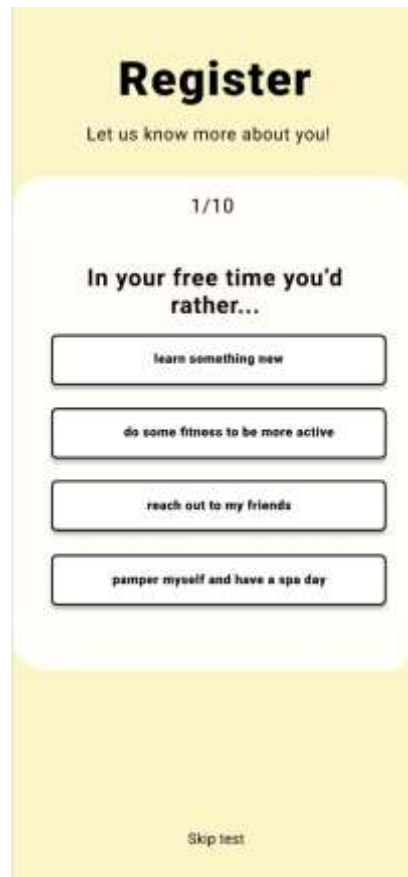 Register
Let us know more about you!
1/10
In your free time you'd
rather...
learn something new
do some fitness to be more active
reach out to my friends
pamper myself and have a spa day
Skip test